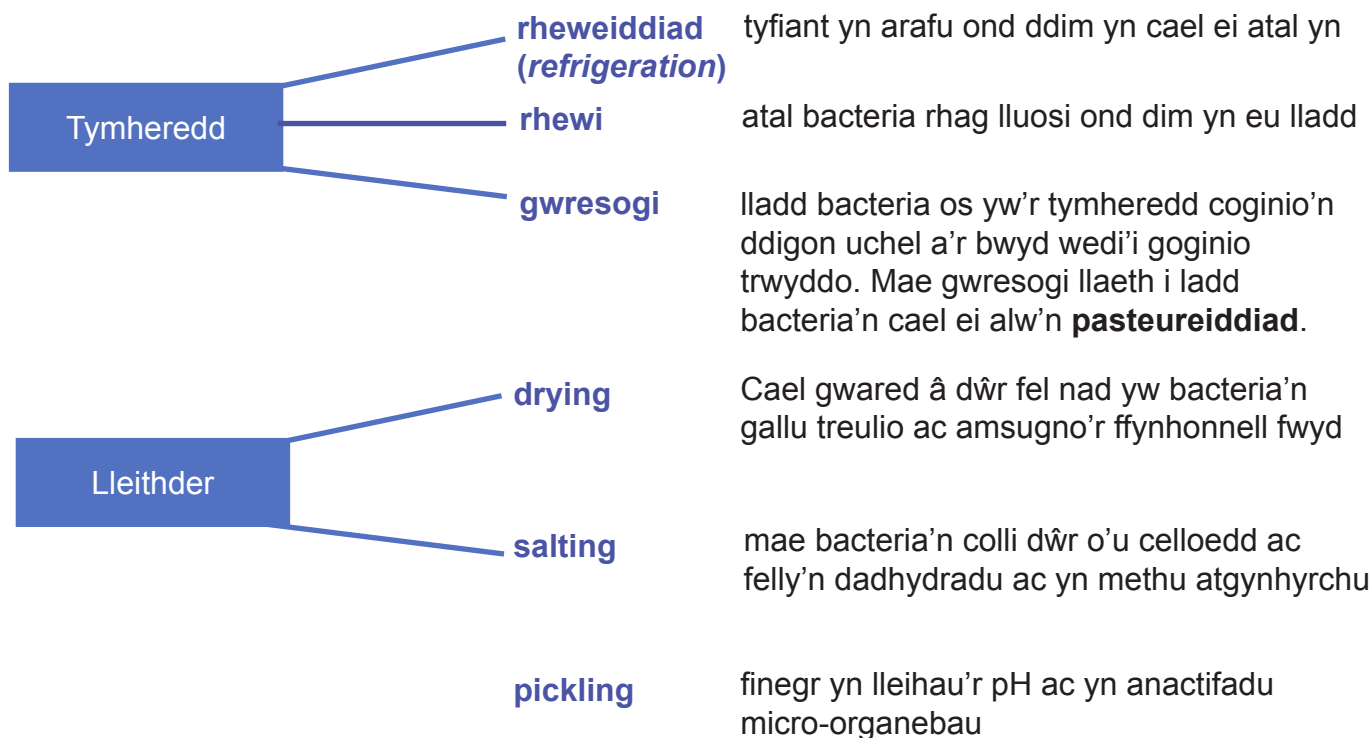 rheweiddiad
(refrigeration)
tyfiant yn arafu ond ddim yn cael ei atal yn
Tymheredd
rhewi
atal bacteria rhag lluosi ond dim yn eu lladd
gwresogi
lladd bacteria os yw’r tymheredd coginio’n
ddigon uchel a’r bwyd wedi’i goginio
trwyddo. Mae gwresogi llaeth i ladd
bacteria’n cael ei alw’n pasteureiddiad.
drying
Cael gwared â dŵr fel nad yw bacteria’n
gallu treulio ac amsugno’r ffynhonnell fwyd
Lleithder
salting
mae bacteria’n colli dŵr o’u celloedd ac
felly’n dadhydradu ac yn methu atgynhyrchu
pickling
finegr yn lleihau’r pH ac yn anactifadu
micro-organebau